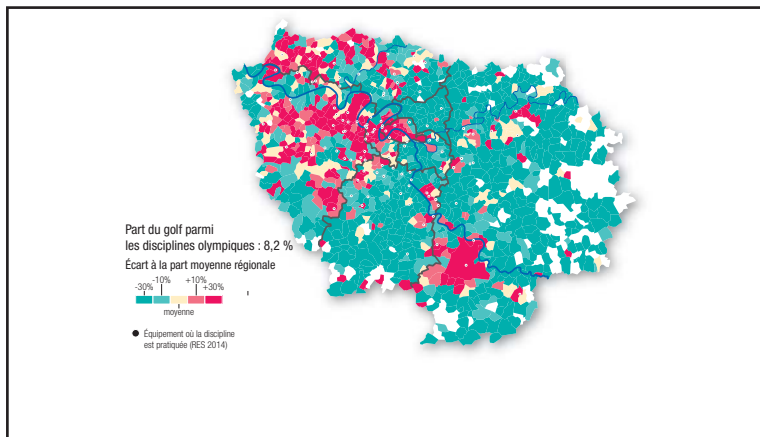 Part du golf parmi
les disciplines olympiques : 8,2 %
Écart à la part moyenne régionale
-30% -10% +10% +30%
moyenne
Équipement où la discipline
est pratiquée (RES 2014)